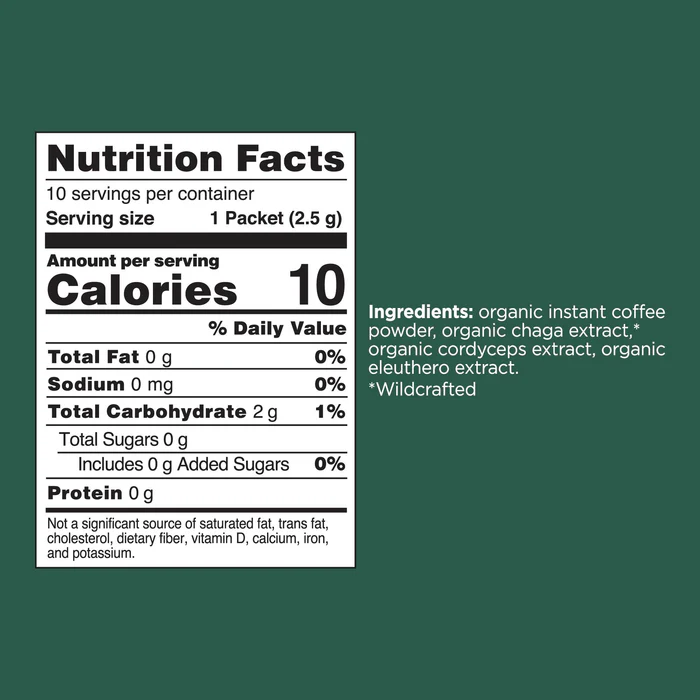 Nutrition Facts
10 servings per container
Serving size 1 Packet (2.5 g)
Amount per serving
Calories 10
% Daily Value
Total Fat 0 g 0%
Sodium 0 mg 0%
Total Carbohydrate 2 g 1%
Total Sugars 0 g
Includes 0 g Added Sugars 0%
Protein 0 g
Not a significant source of saturated fat, trans fat,
cholesterol, dietary fiber, vitamin D, calcium, iron,
and potassium.
Ingredients: organic instant coffee
powder, organic chaga extract,*
organic cordyceps extract, organic
eleuthero extract.
*Wildcrafted